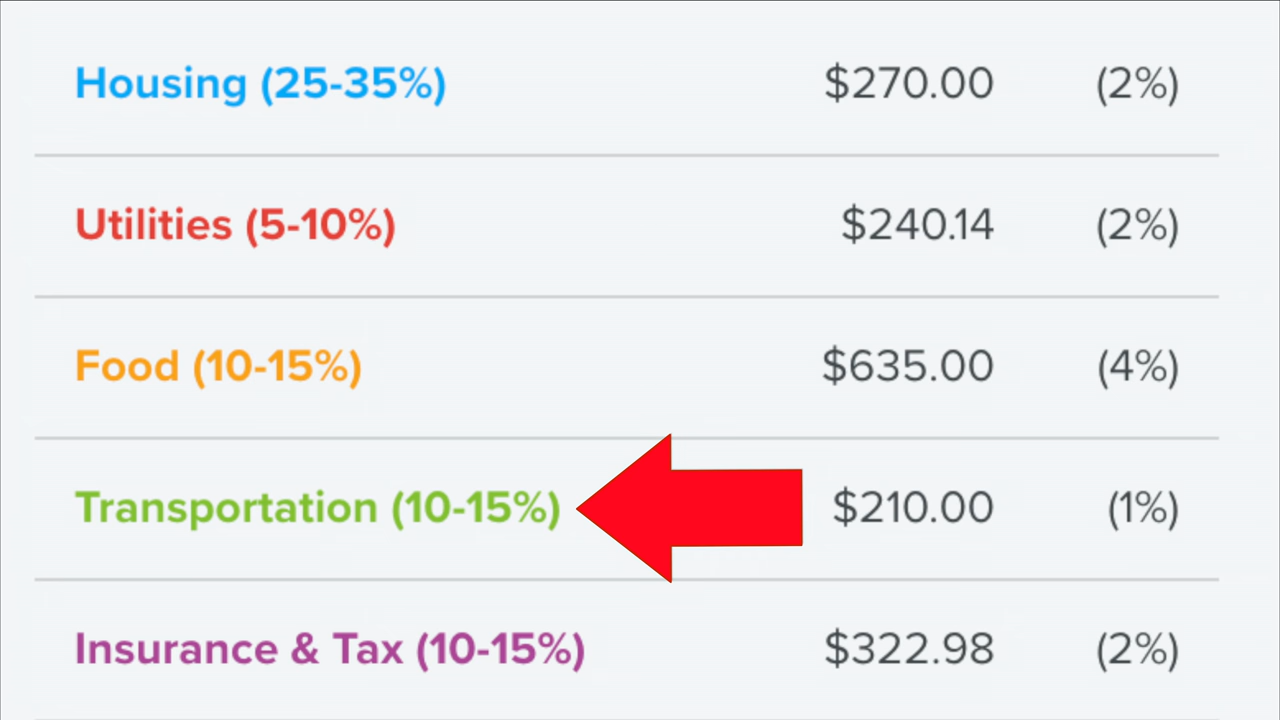 Housing (25-35%) $270.00 (2%)
Utilities (5-10%) $240.14 (2%)
Food (10-15%) $635.00 (4%)
Transportation (10-15%) $210.00 (1%)
Insurance & Tax (10-15%) $322.98 (2%)